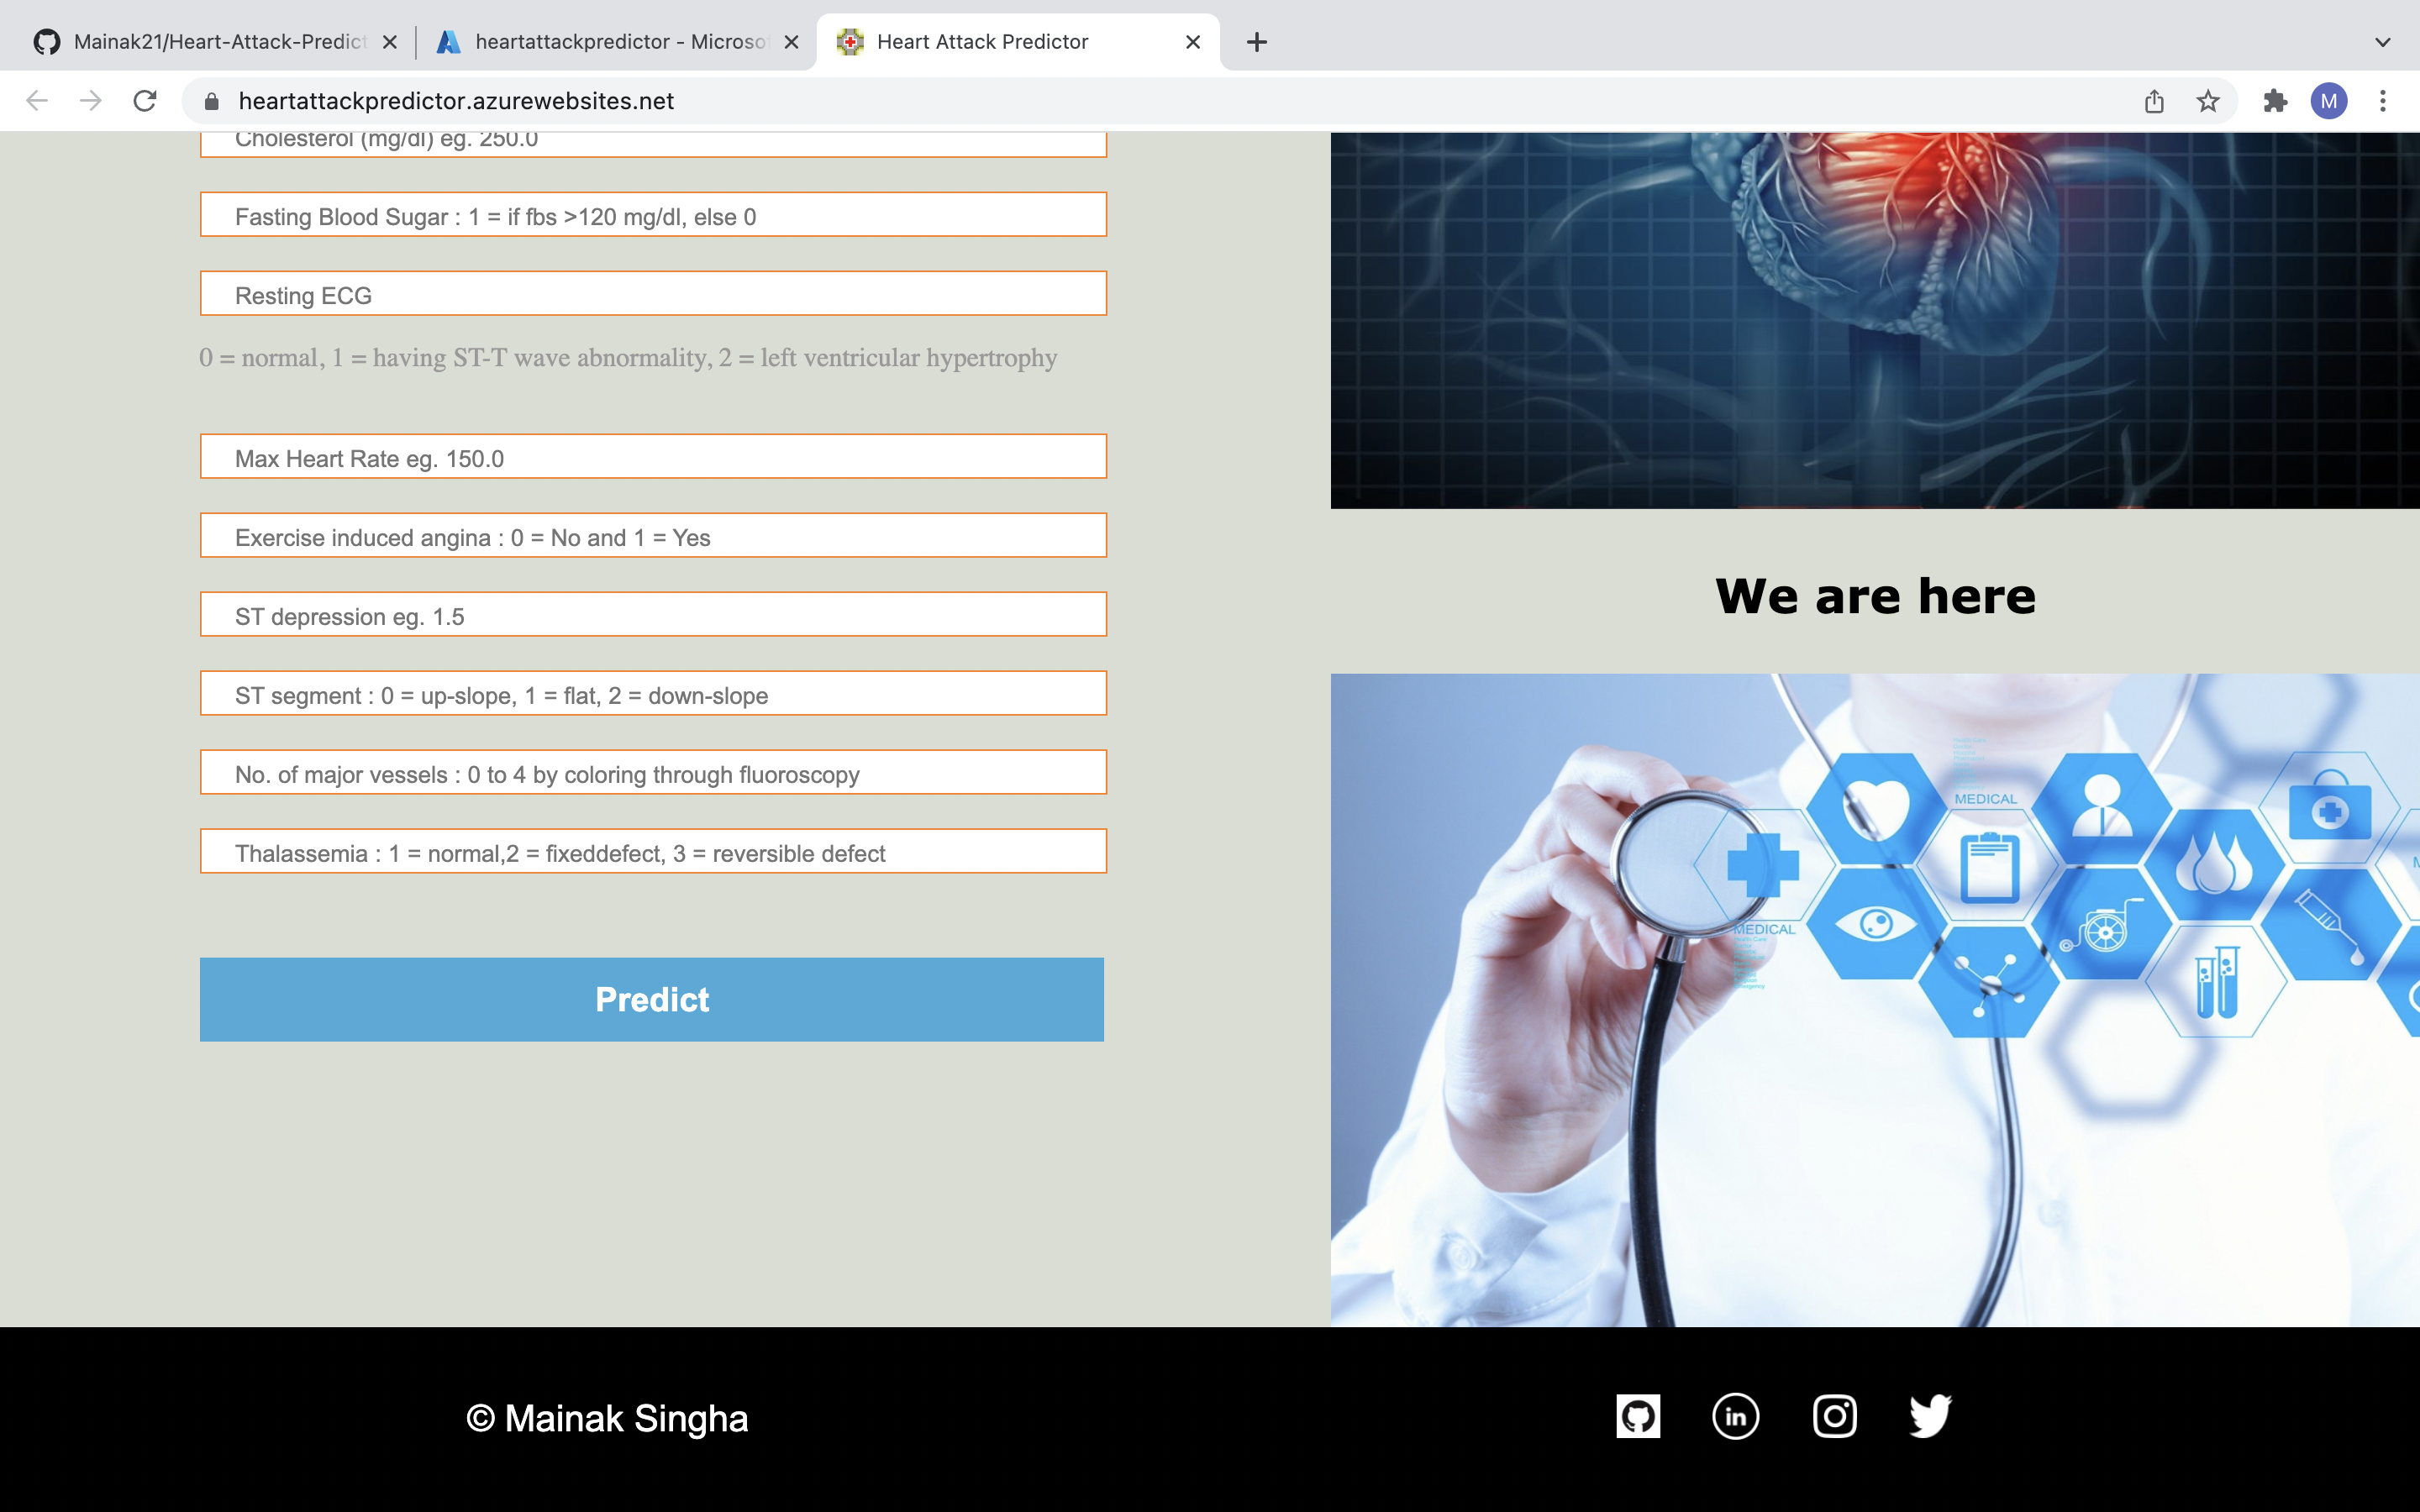 Mainak21/Heart-Attack-Predict
heartattackpredictor - Microso
Heart Attack Predictor
heartattackpredictor.azurewebsites.net
M
Cholesterol (mg/dl) eg. 250.0
Fasting Blood Sugar : 1 = if fbs >120 mg/dl, else 0
Resting ECG
0 = normal, 1 = having ST-T wave abnormality, 2 = left ventricular hypertrophy
Max Heart Rate eg. 150.0
Exercise induced angina : 0 = No and 1 = Yes
ST depression eg. 1.5
ST segment : 0 = up-slope, 1 = flat, 2 = down-slope
No. of major vessels : 0 to 4 by coloring through fluoroscopy
Thalassemia : 1 = normal,2 = fixeddefect, 3 = reversible defect
Predict
We are here
MEDICAL
MEDICAL
© Mainak Singha
in